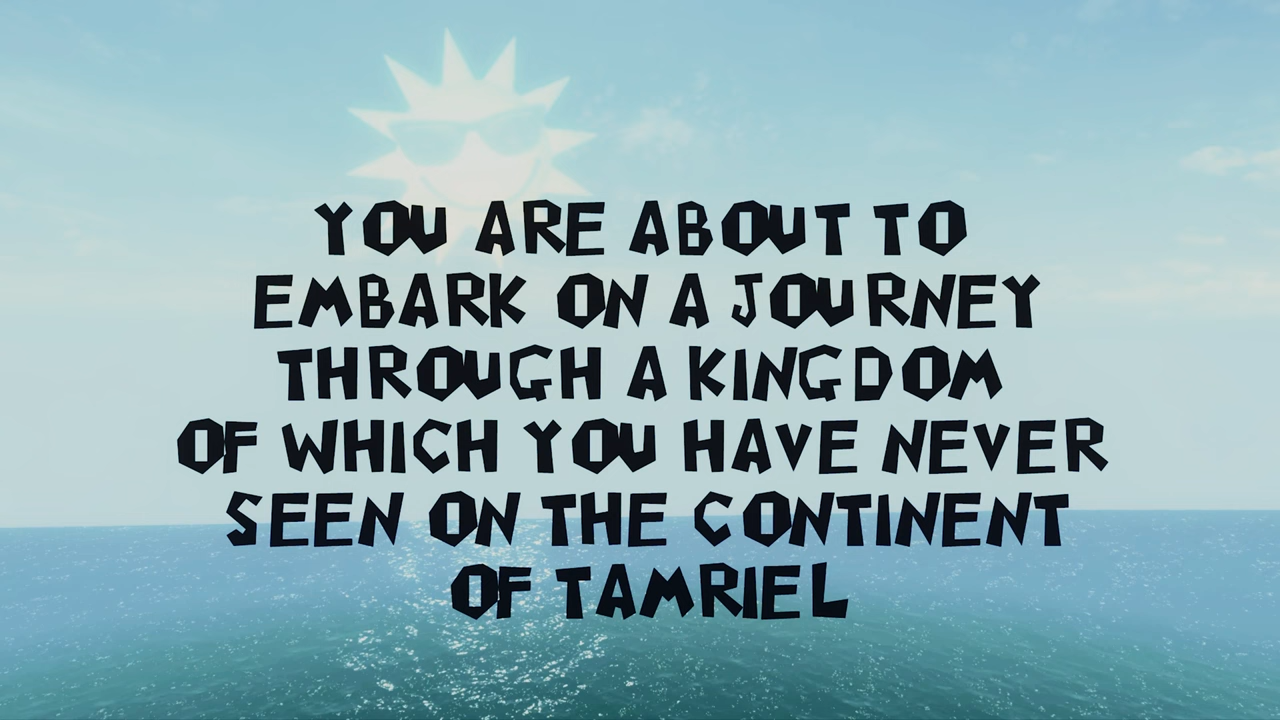 YOU ARE ABOUT TO
EMBARK ON A JOURNEY
THROUGH A KINGDOM
OF WHICH YOU HAVE NEVER
SEEN ON THE CONTINENT
OF TAMRIEL